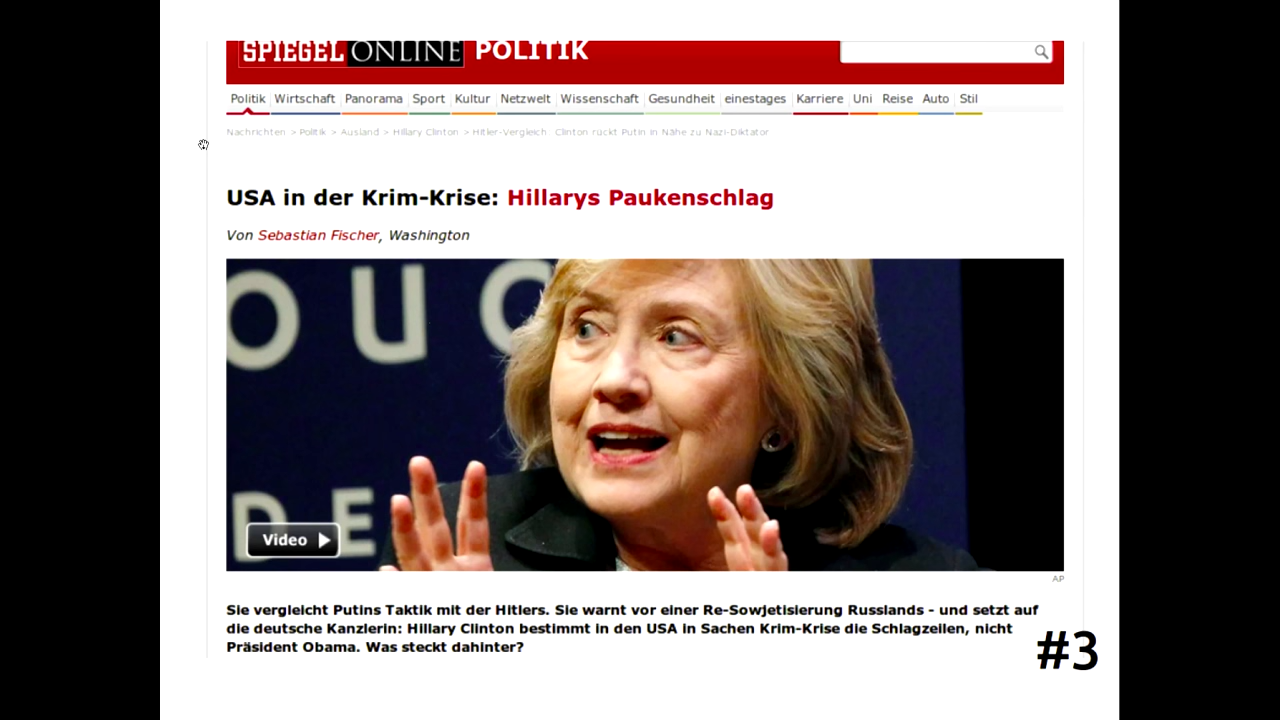 SPIEGEL ONLINE POLITIK
Politik Wirtschaft Panorama Sport Kultur Netzwelt Wissenschaft Gesundheit einestages Karriere Uni Reise Auto Stil
Nachrichten > Politik > Ausland > Hillary Clinton > Hitler-Vergleich Clinton rückt Putin in Nähe zu Nazi-Diktator
USA in der Krim-Krise: Hillarys Paukenschlag
Von Sebastian Fischer, Washington
OUC
DE
Video
AP
Sie vergleicht Putins Taktik mit der Hitlers. Sie warnt vor einer Re-Sowjetisierung Russlands - und setzt auf
die deutsche Kanzlerin: Hillary Clinton bestimmt in den USA in Sachen Krim-Krise die Schlagzeilen, nicht
Präsident Obama. Was steckt dahinter?
#3